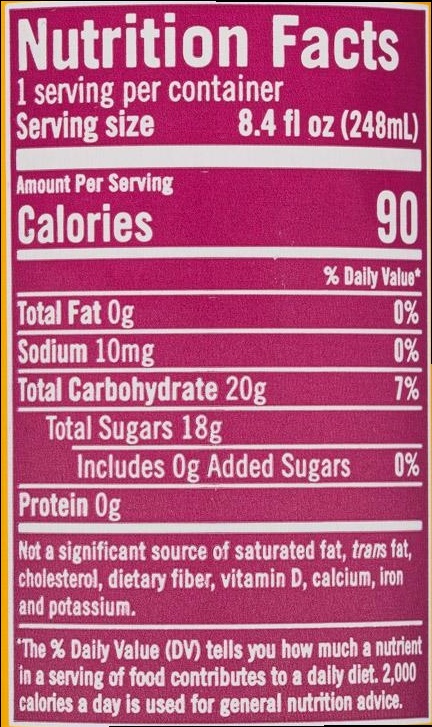 Nutrition Facts
1 serving per container
Serving size 8.4 fl oz (248mL)
Amount Per Serving
Calories 90
% Daily Value*
Total Fat 0g 0%
Sodium 10mg 0%
Total Carbohydrate 20g 7%
Total Sugars 18g
Includes 0g Added Sugars 0%
Protein 0g
Not a significant source of saturated fat, trans fat,
cholesterol, dietary fiber, vitamin D, calcium, iron
and potassium.
*The % Daily Value (DV) tells you how much a nutrient
in a serving of food contributes to a daily diet. 2,000
calories a day is used for general nutrition advice.